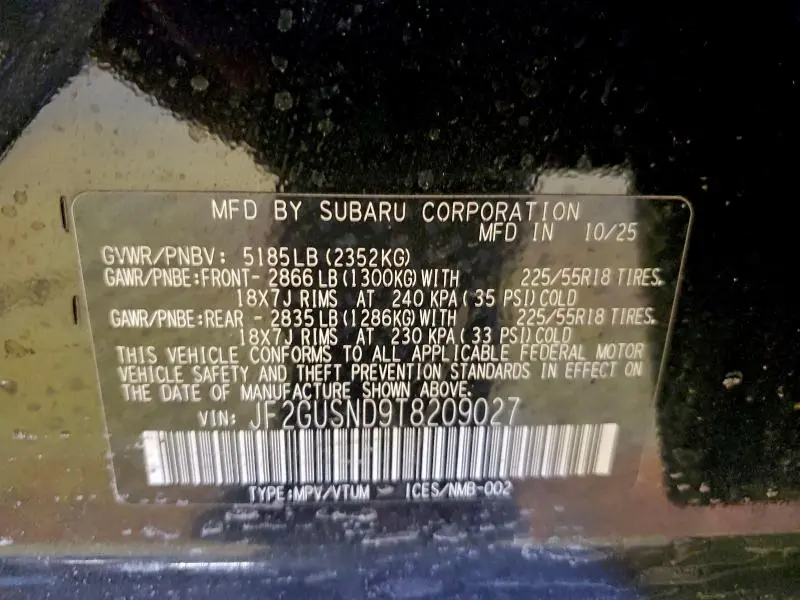 MFD BY SUBARU CORPORATION
MFD IN 10/25
GVWR/PNBV: 5185LB (2352KG)
GAWR/PNBE:FRONT- 2866 LB (1300KG) WITH 225/55R18 TIRES,
18X7J RIMS AT 240 KPA ( 35 PSI) COLD
GAWR/PNBE:REAR - 2835 LB (1286KG) WITH 225/55R18 TIRES,
18X7J RIMS AT 230 KPA ( 33 PSI) COLD
THIS VEHICLE CONFORMS TO ALL APPLICABLE FEDERAL MOTOR
VEHICLE SAFETY AND THEFT PREVENTION STANDARDS IN EFFECT ON
THE DATE OF MANUFACTURE SHOWN ABOVE.
VIN: JF2GUSND9T8209027
TYPE:MPV/VTUM ICES/NMB-002